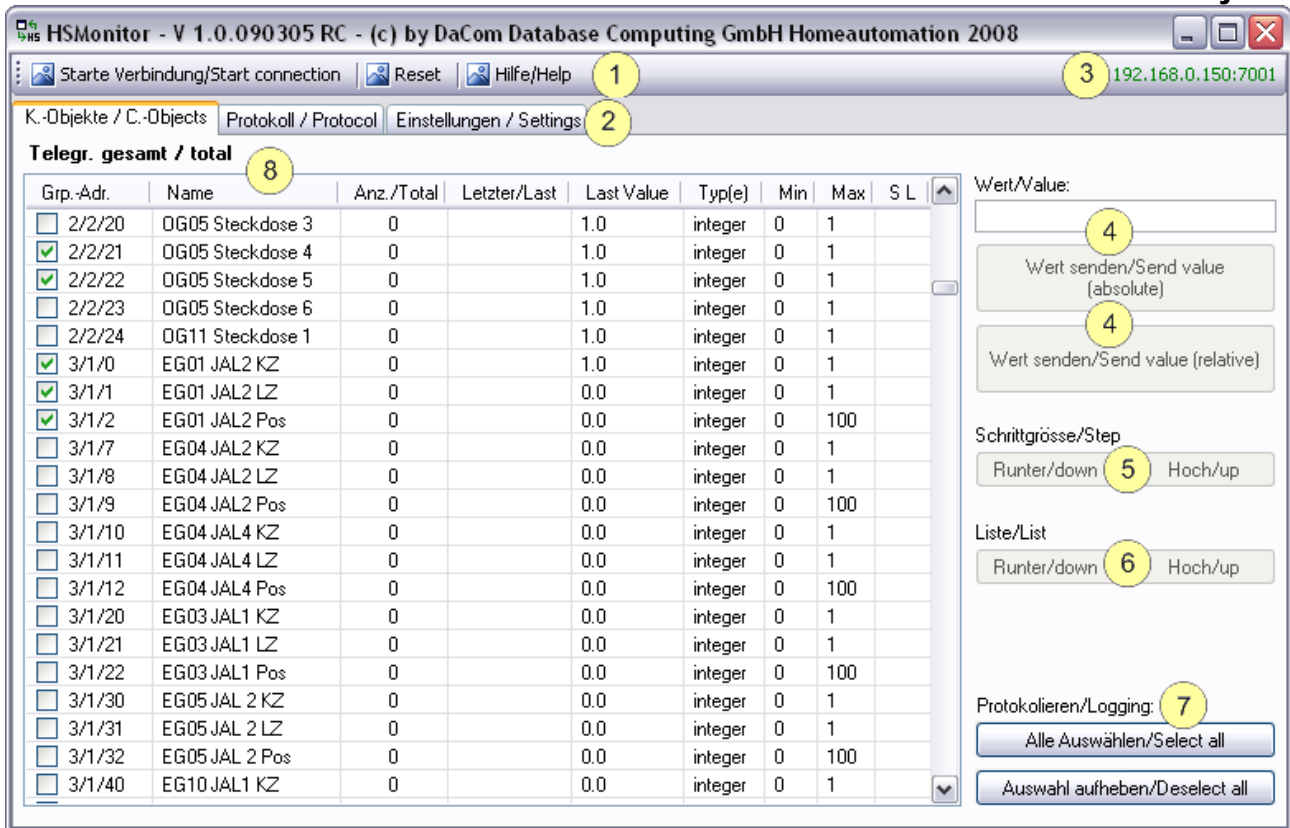 HSMonitor - V 1.0.090305 RC - (c) by DaCom Database Computing GmbH Homeautomation 2008
Starte Verbindung/Start connection Reset Hilfe/Help 1 3 192.168.0.150:7001
K.-Objekte / C.-Objects Protokoll / Protocol Einstellungen / Settings 2
Telegr. gesamt / total
8
Grp.-Adr. Name Anz./Total Letzter/Last Last Value Typ(e) Min Max S L
2/2/20 OG05 Steckdose 3 0 1.0 integer 0 1
2/2/21 OG05 Steckdose 4 0 1.0 integer 0 1
2/2/22 OG05 Steckdose 5 0 1.0 integer 0 1
2/2/23 OG05 Steckdose 6 0 1.0 integer 0 1
2/2/24 OG11 Steckdose 1 0 1.0 integer 0 1
3/1/0 EG01 JAL2 KZ 0 1.0 integer 0 1
3/1/1 EG01 JAL2 LZ 0 0.0 integer 0 1
3/1/2 EG01 JAL2 Pos 0 0.0 integer 0 100
3/1/7 EG04 JAL2 KZ 0 0.0 integer 0 1
3/1/8 EG04 JAL2 LZ 0 0.0 integer 0 1
3/1/9 EG04 JAL2 Pos 0 0.0 integer 0 100
3/1/10 EG04 JAL4 KZ 0 0.0 integer 0 1
3/1/11 EG04 JAL4 LZ 0 0.0 integer 0 1
3/1/12 EG04 JAL4 Pos 0 0.0 integer 0 100
3/1/20 EG03 JAL1 KZ 0 0.0 integer 0 1
3/1/21 EG03 JAL1 LZ 0 0.0 integer 0 1
3/1/22 EG03 JAL1 Pos 0 0.0 integer 0 100
3/1/30 EG05 JAL 2 KZ 0 0.0 integer 0 1
3/1/31 EG05 JAL 2 LZ 0 0.0 integer 0 1
3/1/32 EG05 JAL 2 Pos 0 0.0 integer 0 100
3/1/40 EG10 JAL1 KZ 0 0.0 integer 0 1
Wert/Value:
4
Wert senden/Send value
(absolute)
4
Wert senden/Send value (relative)
Schrittgrösse/Step
Runter/down 5 Hoch/up
Liste/List
Runter/down 6 Hoch/up
Protokolieren/Logging: 7
Alle Auswählen/Select all
Auswahl aufheben/Deselect all